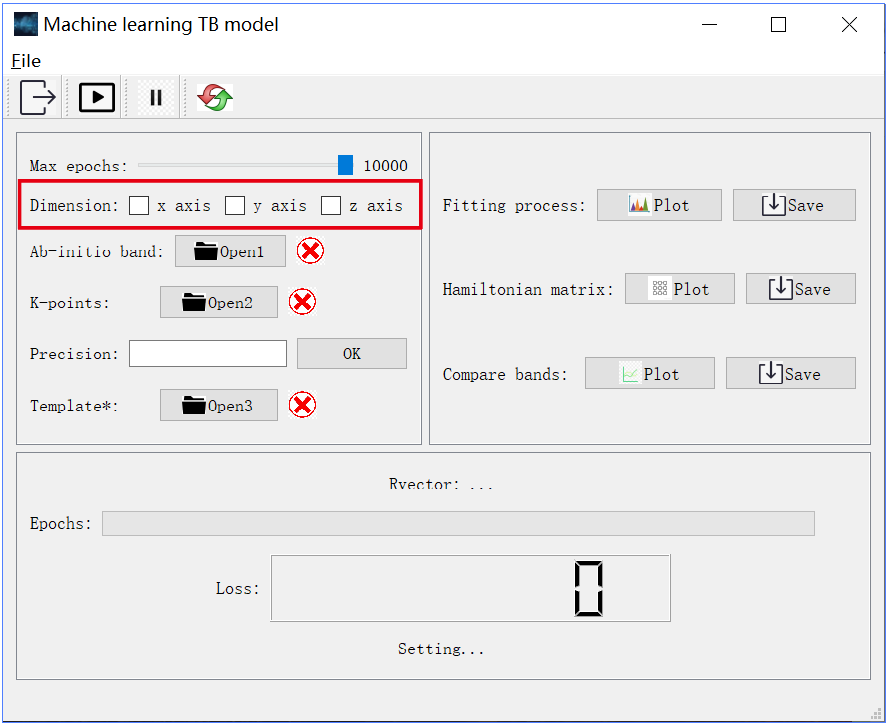 Machine learning TB model
File
Max epochs: 10000
Dimension: x axis y axis z axis
Ab-initio band: Open1
K-points: Open2
Precision: OK
Template*: Open3
Fitting process: Plot Save
Hamiltonian matrix: Plot Save
Compare bands: Plot Save
Rvector: ...
Epochs:
Loss: 0
Setting...